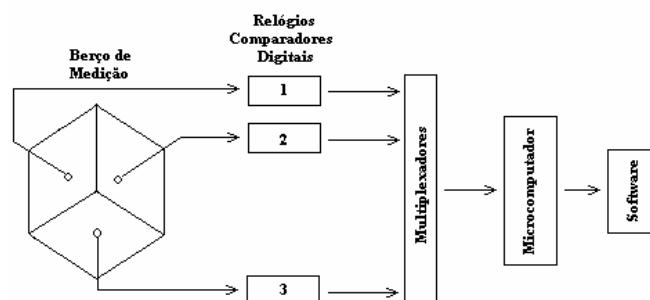 Relógios
Comparadores
Digitais
Berço de
Medição
1
2
3
Multiplexadores
Microcomputador
Software